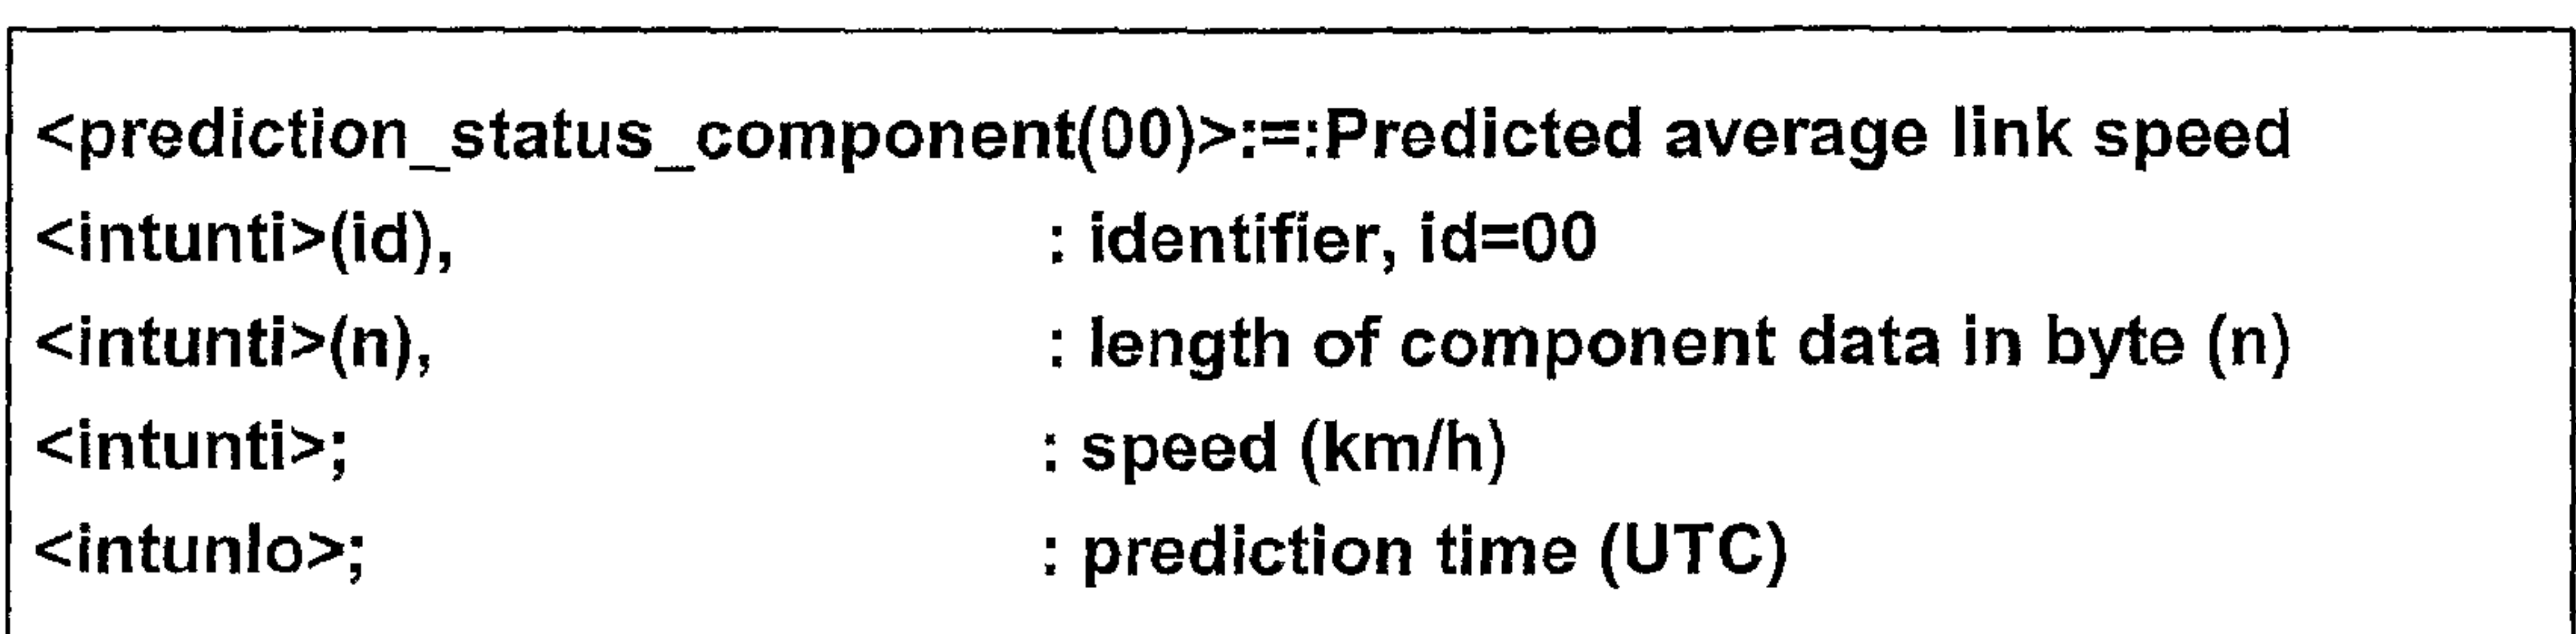 <prediction_status_component(00)>:=:Predicted average link speed
<intunti>(id), : identifier, id=00
<intunti>(n), : length of component data in byte (n)
<intunti>; : speed (km/h)
<intunlo>; : prediction time (UTC)